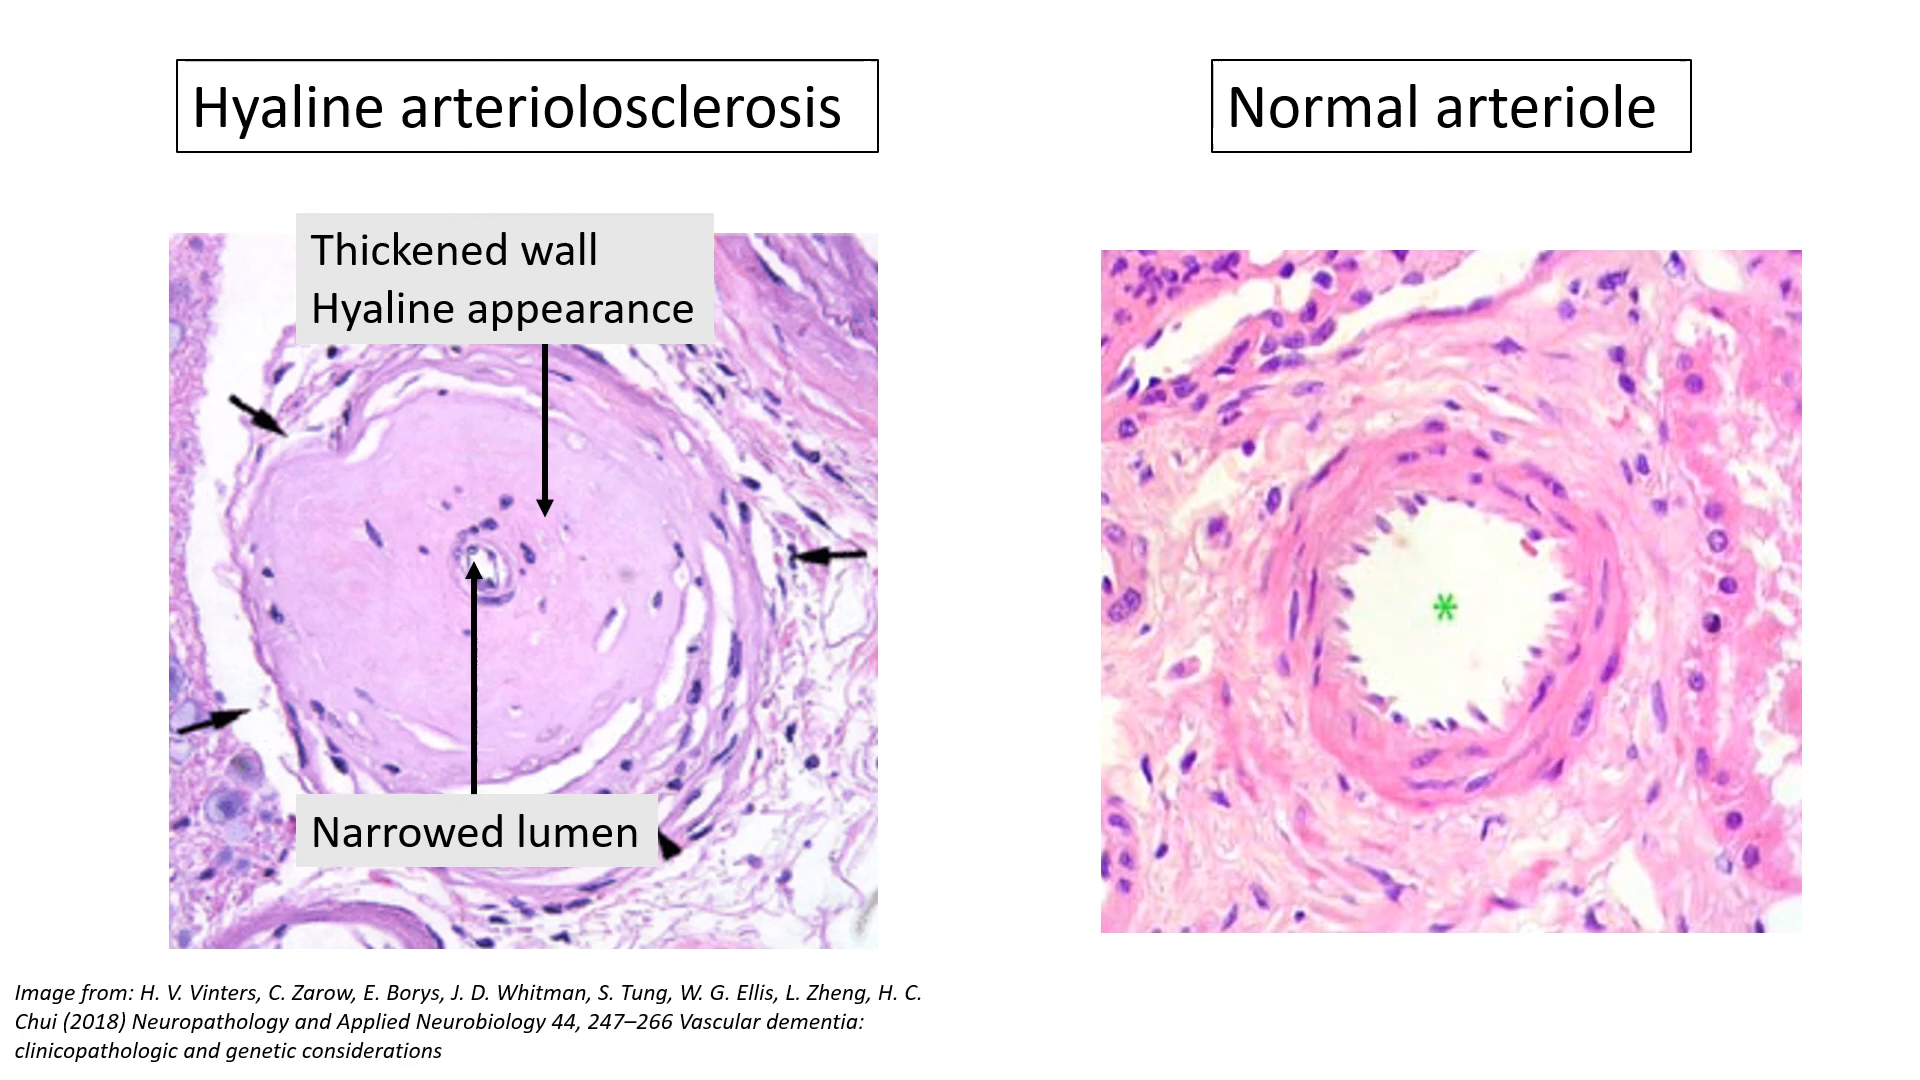 Hyaline arteriolosclerosis
Normal arteriole
Thickened wall
Hyaline appearance
*
Narrowed lumen
Image from: H. V. Vinters, C. Zarow, E. Borys, J. D. Whitman, S. Tung, W. G. Ellis, L. Zheng, H. C.
Chui (2018) Neuropathology and Applied Neurobiology 44, 247–266 Vascular dementia:
clinicopathologic and genetic considerations